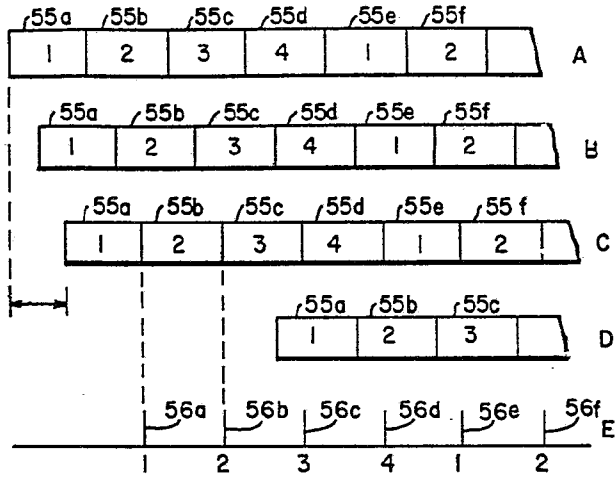 55a 55b 55c 55d 55e 55f
1 2 3 4 1 2 A
55a 55b 55c 55d 55e 55f
1 2 3 4 1 2 B
55a 55b 55c 55d 55e 55f
1 2 3 4 1 2 C
55a 55b 55c
1 2 3 D
56a 56b 56c 56d 56e 56f E
1 2 3 4 1 2